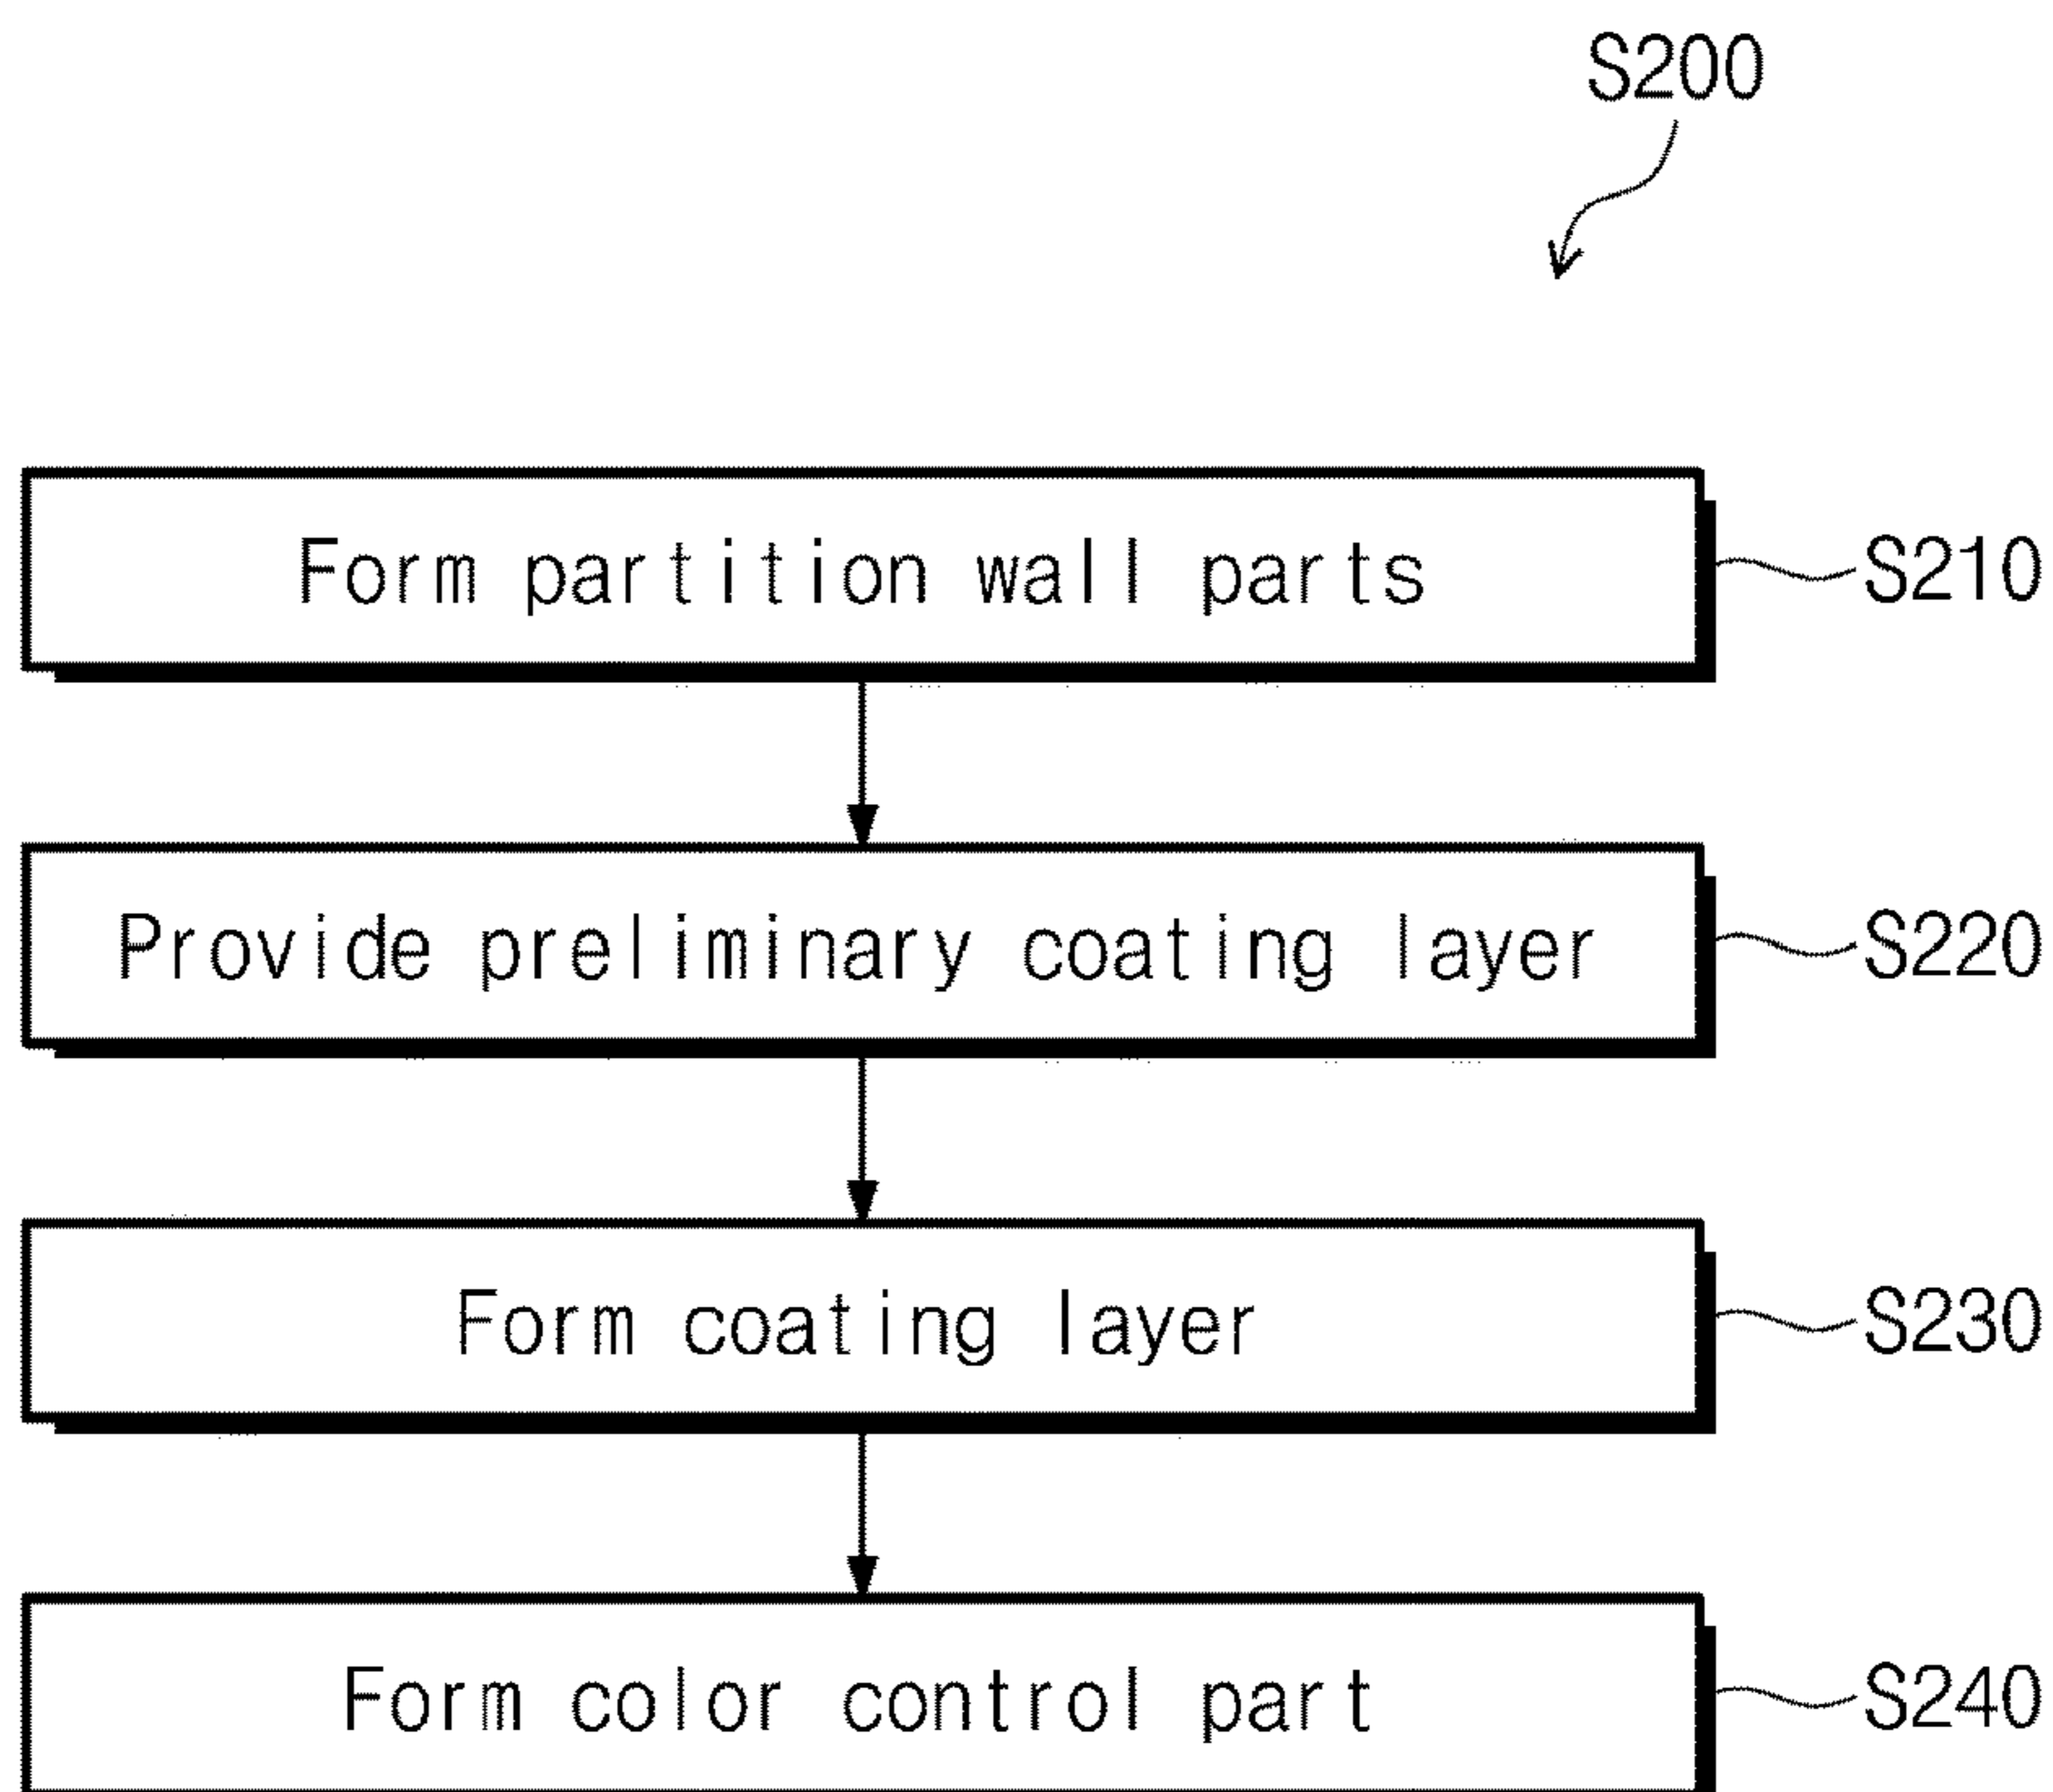 S200
Form partition wall parts
S210
Provide preliminary coating layer
S220
Form coating layer
S230
Form color control part
S240